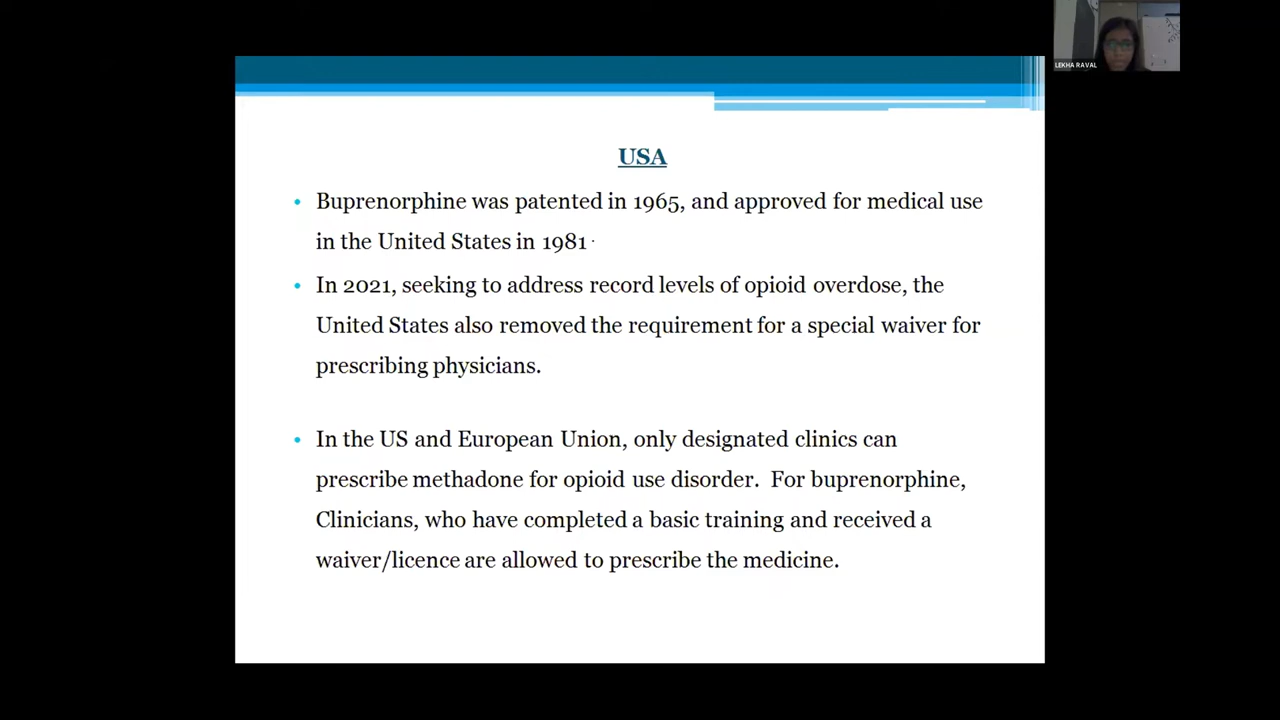 LEKHA RAVAL
USA
• Buprenorphine was patented in 1965, and approved for medical use
in the United States in 1981.
• In 2021, seeking to address record levels of opioid overdose, the
United States also removed the requirement for a special waiver for
prescribing physicians.
• In the US and European Union, only designated clinics can
prescribe methadone for opioid use disorder.  For buprenorphine,
Clinicians, who have completed a basic training and received a
waiver/licence are allowed to prescribe the medicine.